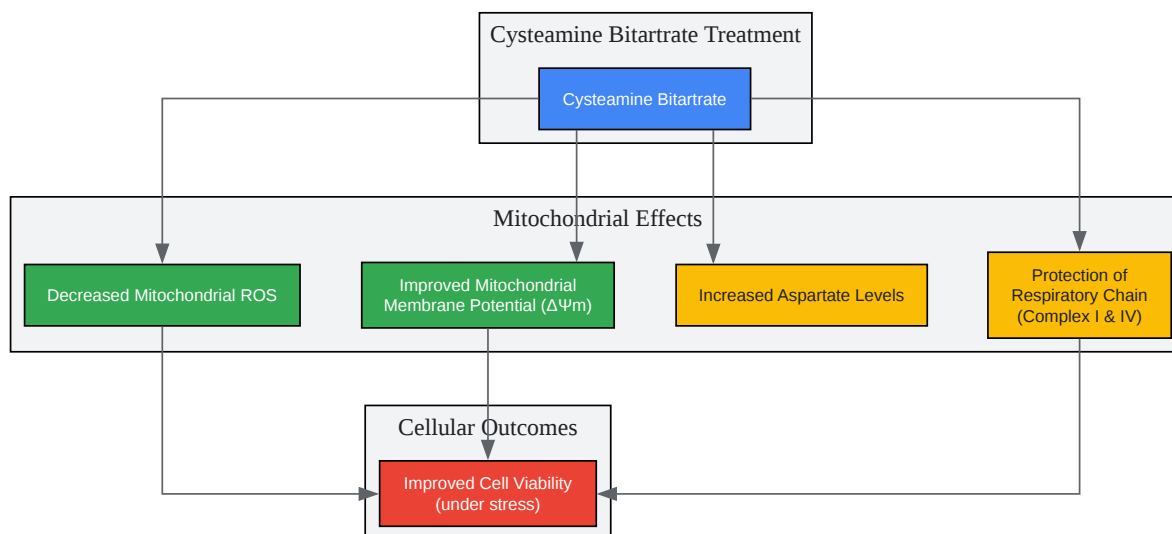 Cysteamine Bitartrate Treatment
Cysteamine Bitartrate
Mitochondrial Effects
Decreased Mitochondrial ROS
Improved Mitochondrial
Membrane Potential (ΔΨm)
Increased Aspartate Levels
Protection of
Respiratory Chain
(Complex I & IV)
Cellular Outcomes
Improved Cell Viability
(under stress)